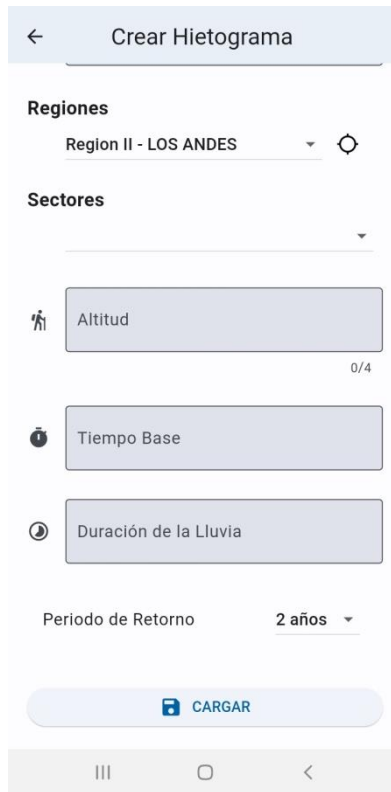 Crear Hietograma
Regiones
Region II - LOS ANDES
Sectores
Altitud
0/4
Tiempo Base
Duración de la Lluvia
Periodo de Retorno
2 años
CARGAR